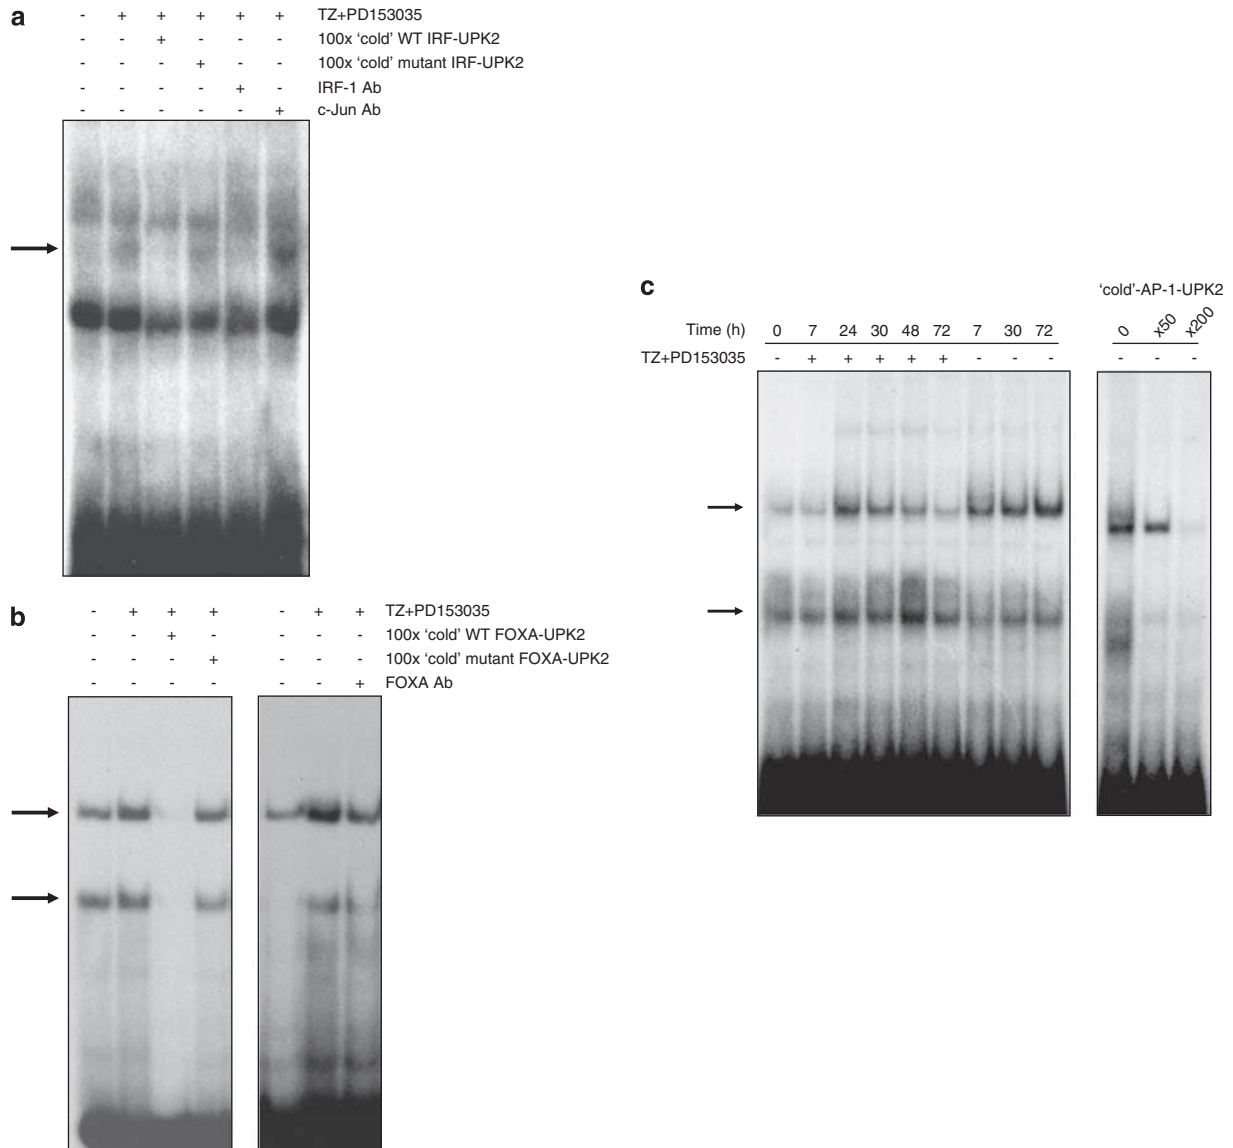 a
- + + + + + TZ+PD153035
- - + - - - 100x ‘cold’ WT IRF-UPK2
- - - + - - 100x ‘cold’ mutant IRF-UPK2
- - - - + - IRF-1 Ab
- - - - - + c-Jun Ab
b
- + + + - + + TZ+PD153035
- - + - - - - 100x ‘cold’ WT FOXA-UPK2
- - - + - - - 100x ‘cold’ mutant FOXA-UPK2
- - - - - - + FOXA Ab
c
‘cold’-AP-1-UPK2
0 x50 x200
Time (h) 0 7 24 30 48 72 7 30 72
TZ+PD153035 - + + + + + - - - - - -